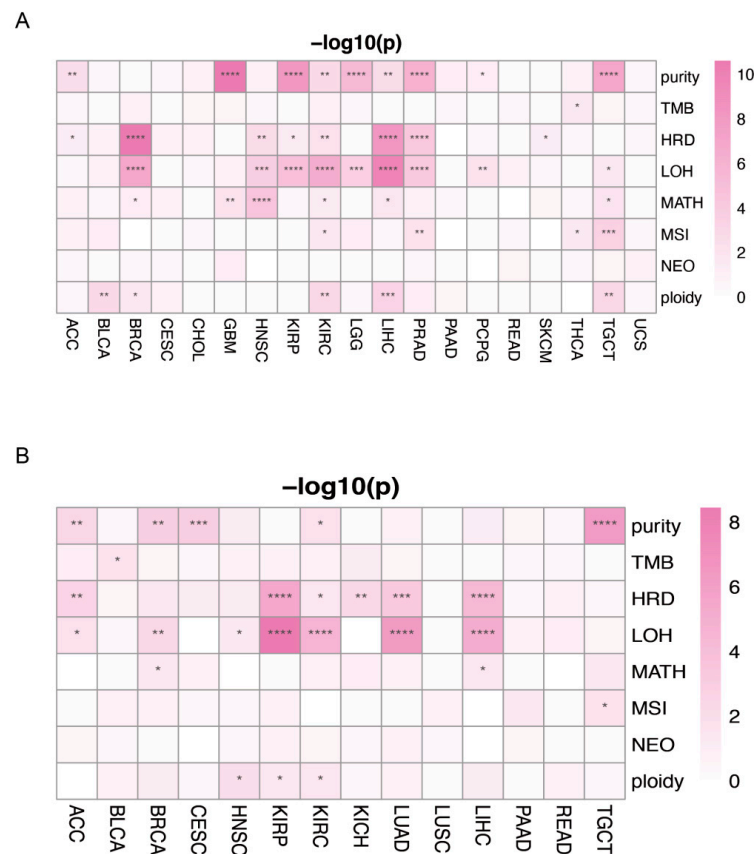 A
−log10(p)
** **** **** ** **** ** **** * **** purity
* TMB
* **** ** * ** **** **** * HRD
**** *** **** **** *** **** **** ** * LOH
* ** **** * * * MATH
* ** * *** MSI
NEO
** * ** *** ** ploidy
ACC BLCA BRCA CESC CHOL GBM HNSC KIRP KIRC LGG LIHC PRAD PAAD PCPG READ SKCM THCA TGCT UCS
10
8
6
4
2
0
B
−log10(p)
** ** *** * **** purity
* TMB
** **** * ** *** **** HRD
* ** * **** **** **** **** LOH
* * MATH
* MSI
NEO
* * * ploidy
ACC BLCA BRCA CESC HNSC KIRP KIRC KICH LUAD LUSC LIHC PAAD READ TGCT
8
6
4
2
0